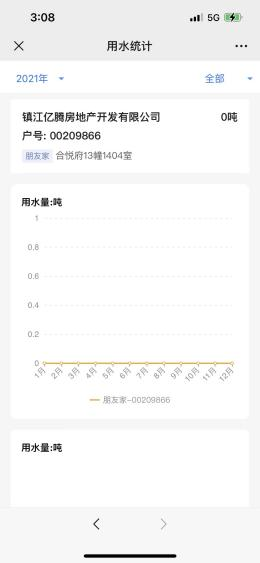 3:08
5G
用水统计
2021年
全部
镇江亿腾房地产开发有限公司 0吨
户号: 00209866
朋友家 合悦府13幢1404室
用水量:吨
1
0.8
0.6
0.4
0.2
0
1月 2月 3月 4月 5月 6月 7月 8月 9月 10月 11月 12月
朋友家-00209866
用水量:吨